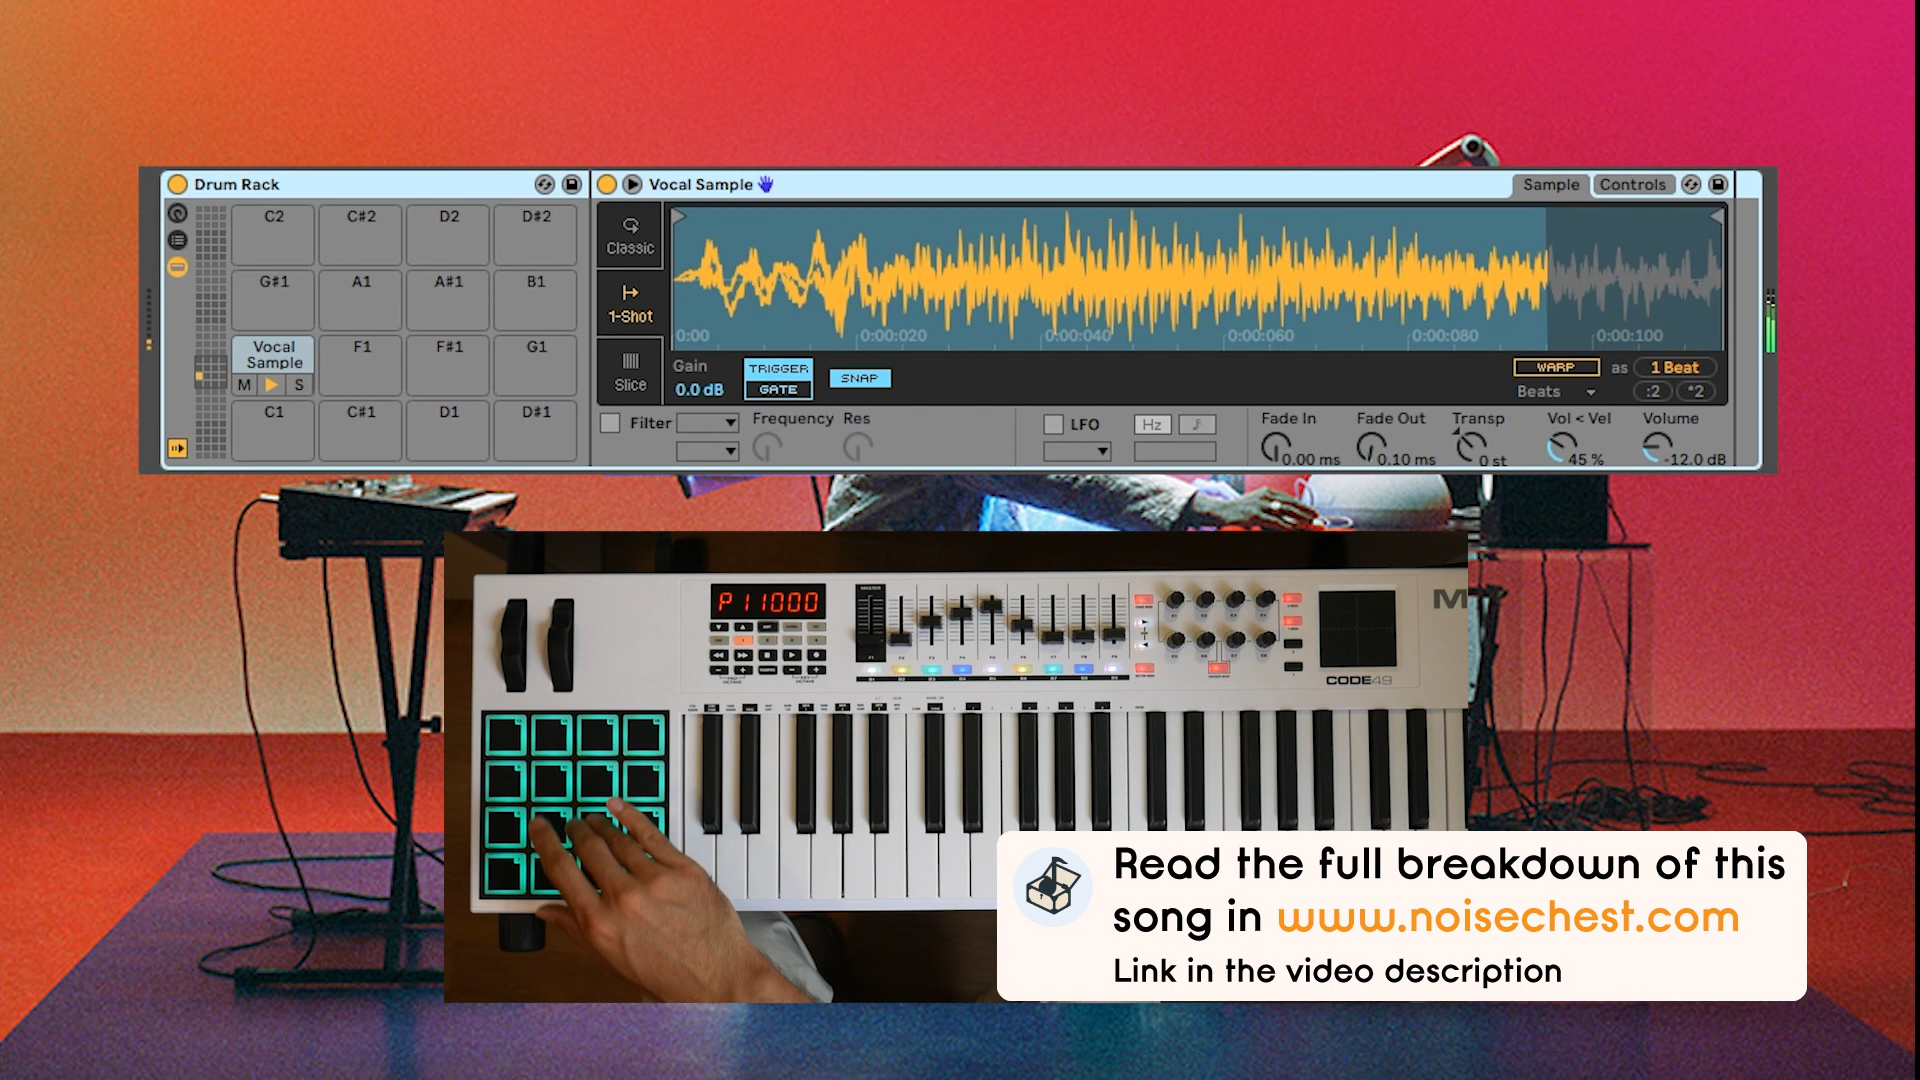 Drum Rack
C2 C#2 D2 D#2
G#1 A1 A#1 B1
Vocal Sample F1 F#1 G1
M S
C1 C#1 D1 D#1
Vocal Sample
Sample Controls
Classic
1-Shot
Slice
0:00 0:00:020 0:00:040 0:00:060 0:00:080 0:00:100
Gain
0.0 dB
TRIGGER
GATE
SNAP
WARP as 1 Beat
Beats :2 *2
Filter Frequency Res
LFO Hz
Fade In Fade Out Transp Vol < Vel Volume
0.00 ms 0.10 ms 0 st 45 % -12.0 dB
P11000
MASTER
M
CODE49
Read the full breakdown of this
song in www.noisechest.com
Link in the video description